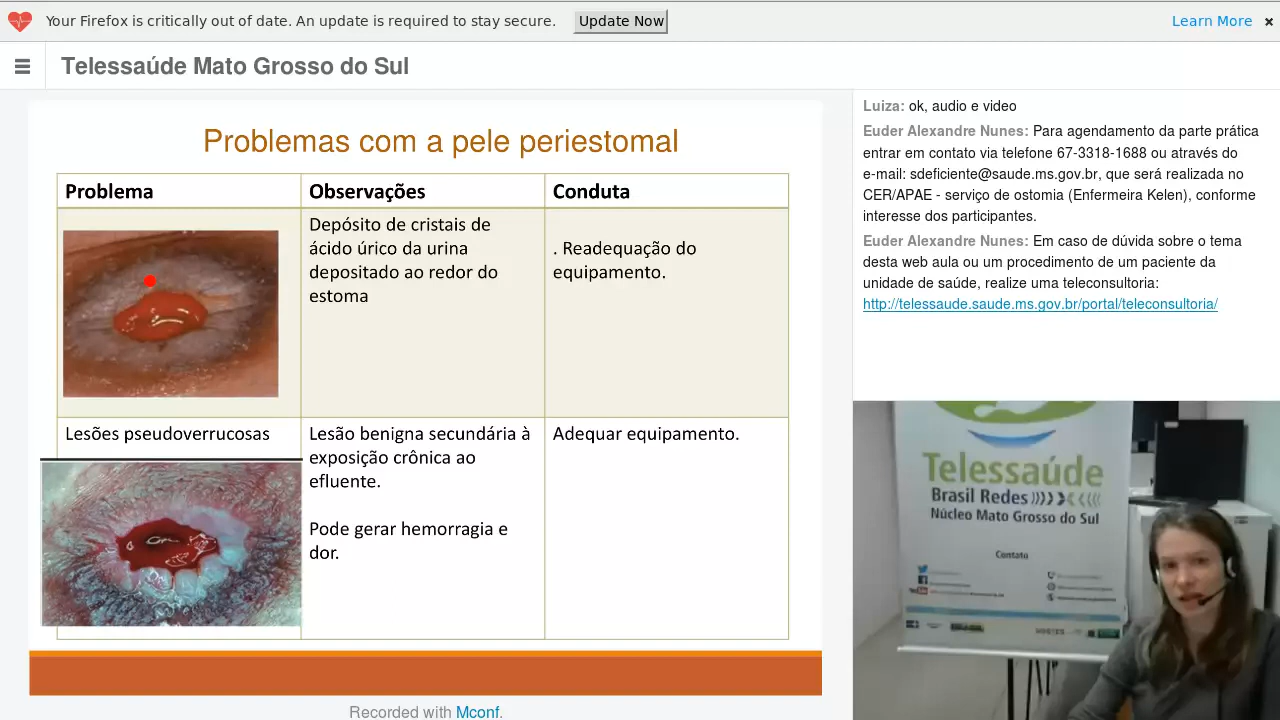 Your Firefox is critically out of date. An update is required to stay secure.
Update Now
Learn More
×
Telessaúde Mato Grosso do Sul
Problemas com a pele periestomal
Problema
Observações
Conduta
Depósito de cristais de
ácido úrico da urina
depositado ao redor do
estoma
. Readequação do
equipamento.
Lesões pseudoverrucosas
Lesão benigna secundária à
exposição crônica ao
efluente.
Pode gerar hemorragia e
dor.
Adequar equipamento.
Recorded with Mconf.
Luiza: ok, audio e video
Euder Alexandre Nunes: Para agendamento da parte prática
entrar em contato via telefone 67-3318-1688 ou através do
e-mail: sdeficiente@saude.ms.gov.br, que será realizada no
CER/APAE - serviço de ostomia (Enfermeira Kelen), conforme
interesse dos participantes.
Euder Alexandre Nunes: Em caso de dúvida sobre o tema
desta web aula ou um procedimento de um paciente da
unidade de saúde, realize uma teleconsultoria:
http://telessaude.saude.ms.gov.br/portal/teleconsultoria/
Telessaúde
Brasil Redes
Núcleo Mato Grosso do Sul
Contato